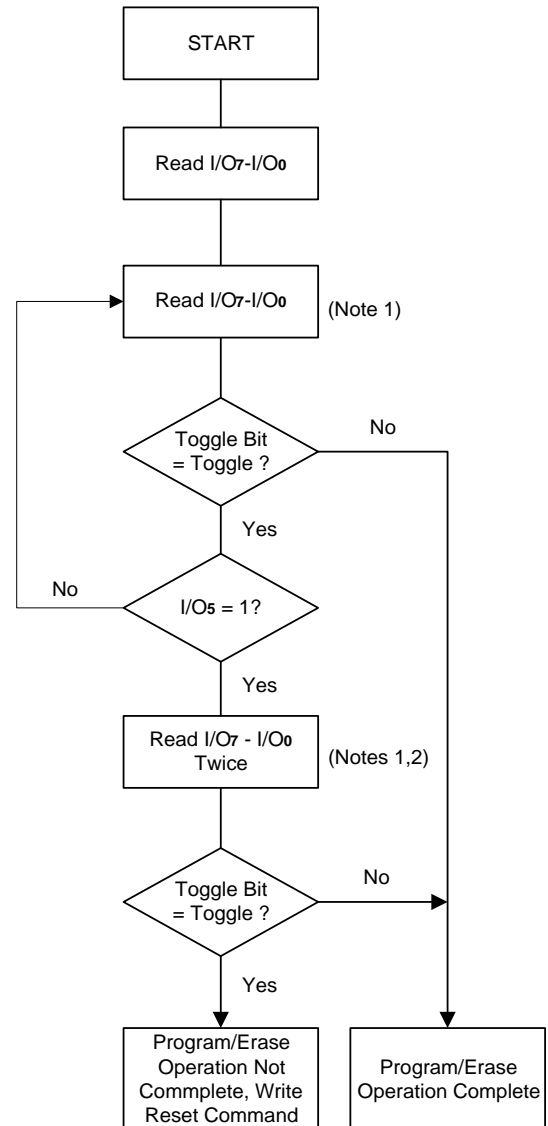 START
Read I/O7-I/O0
Read I/O7-I/O0
(Note 1)
Toggle Bit
= Toggle ?
No
Yes
No
I/O5 = 1?
Yes
Read I/O7 - I/O0
Twice
(Notes 1,2)
Toggle Bit
= Toggle ?
No
Yes
Program/Erase
Operation Not
Commplete, Write
Reset Command
Program/Erase
Operation Complete